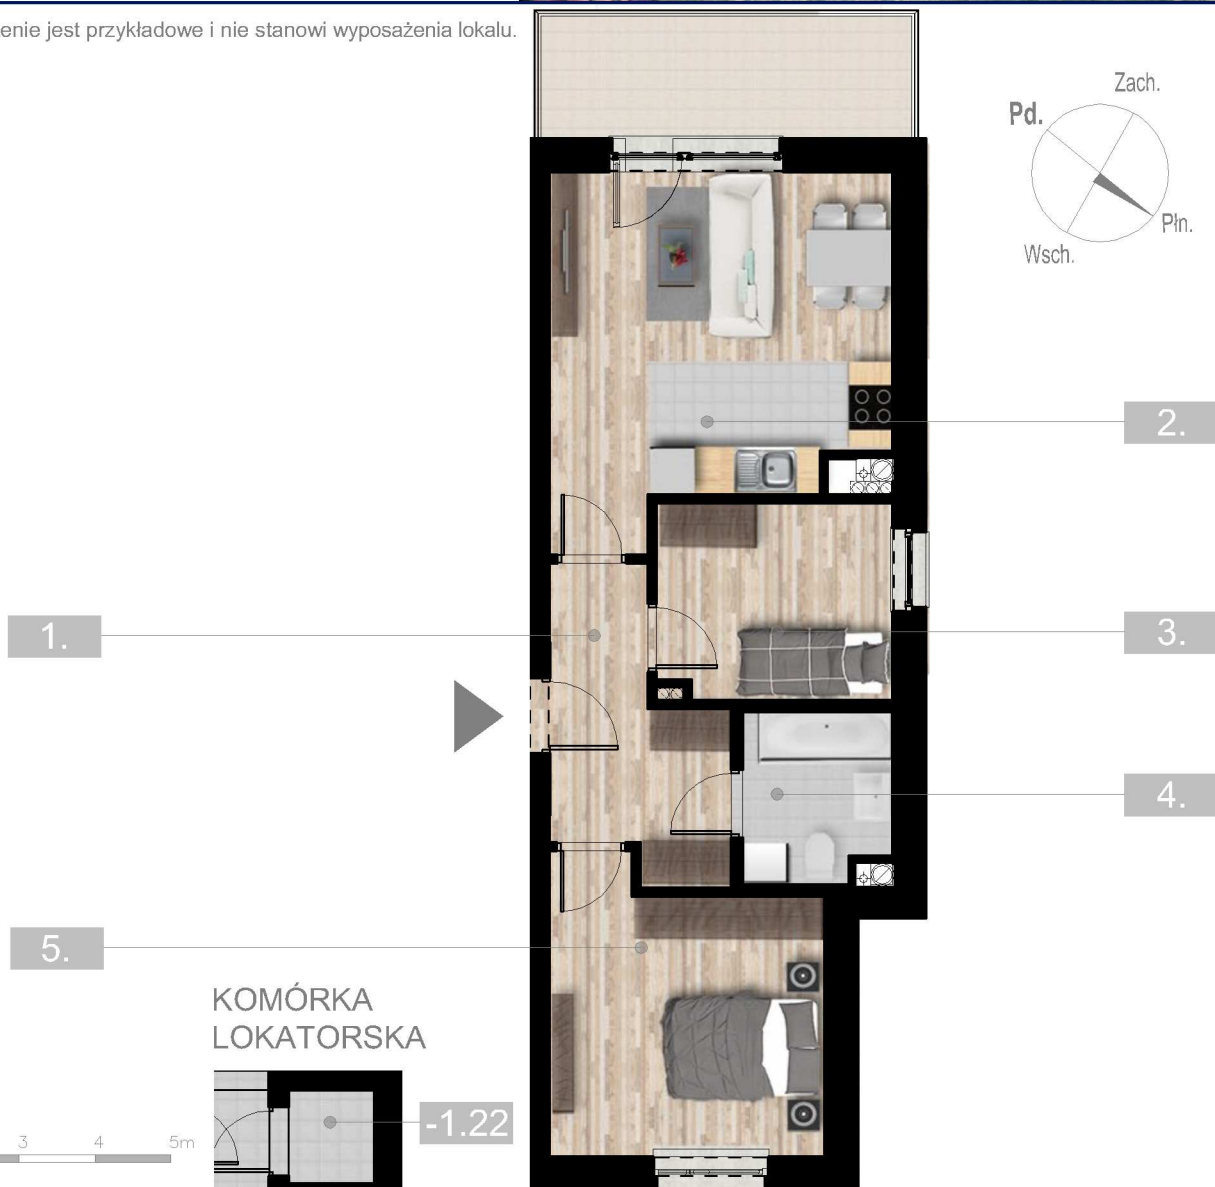 enie jest przykładowe i nie stanowi wyposażenia lokalu.
Zach.
Pd.
Płn.
Wsch.
2.
1.
3.
4.
5.
KOMÓRKA
LOKATORSKA
-1.22
3 4 5m